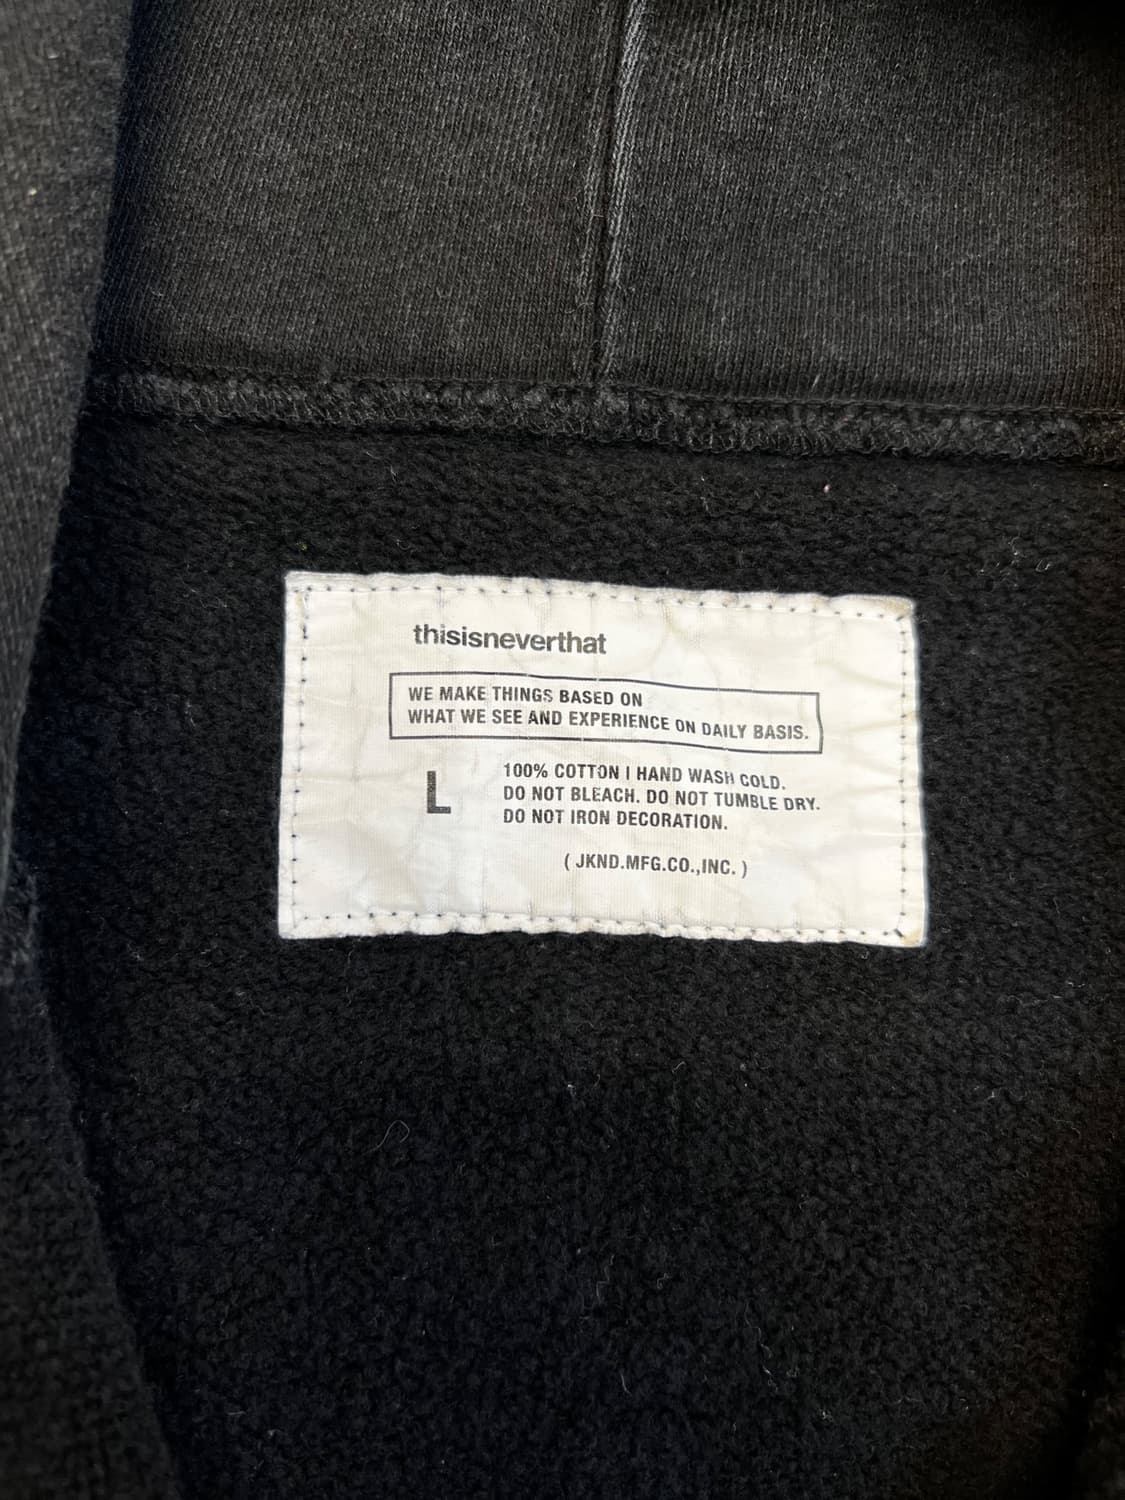 thisisneverthat
WE MAKE THINGS BASED ON
WHAT WE SEE AND EXPERIENCE ON DAILY BASIS.
L
100% COTTON | HAND WASH COLD.
DO NOT BLEACH. DO NOT TUMBLE DRY.
DO NOT IRON DECORATION.
( JKND.MFG.CO.,INC. )